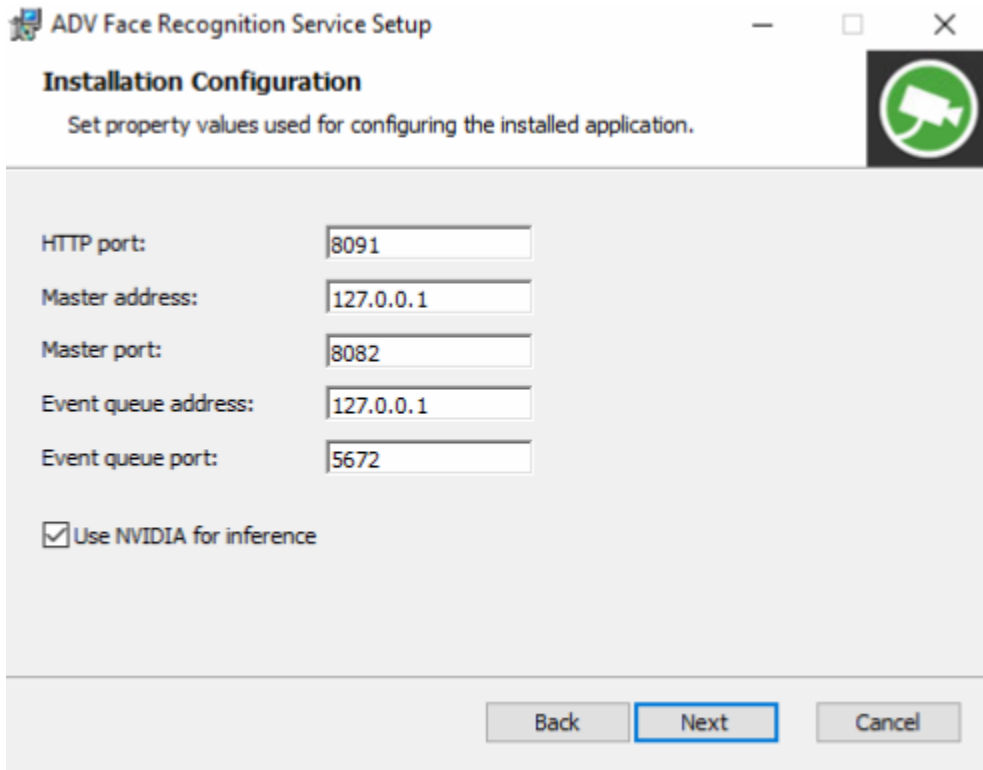 ADV Face Recognition Service Setup
Installation Configuration
Set property values used for configuring the installed application.
HTTP port: 8091
Master address: 127.0.0.1
Master port: 8082
Event queue address: 127.0.0.1
Event queue port: 5672
Use NVIDIA for inference
Back Next Cancel